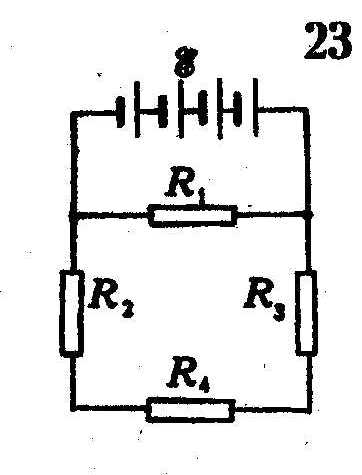 23
ℰ
R₁
R₂
R₃
R₄